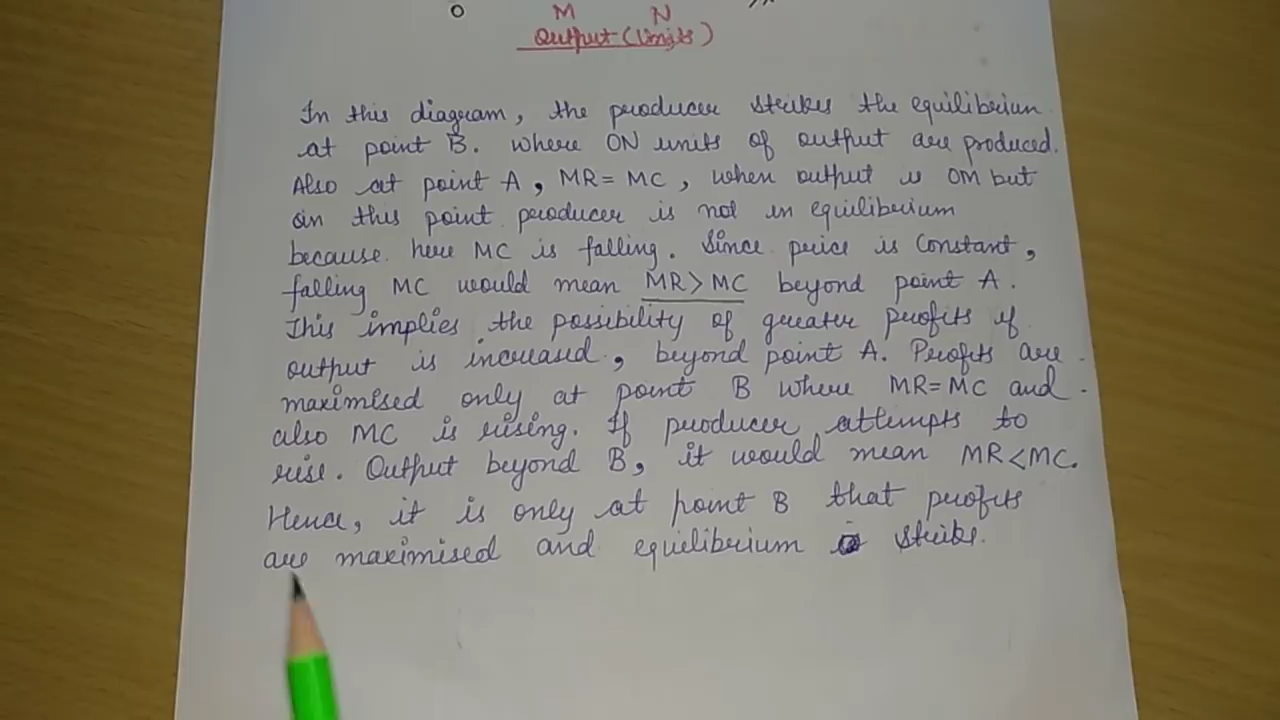 O M N
Output (Units)
In this diagram, the producer strikes the equilibrium
at point B. where ON units of output are produced.
Also at point A, MR = MC, when output is OM but
on this point producer is not in equilibrium
because here MC is falling. Since price is Constant,
falling MC would mean MR > MC beyond point A.
This implies the possibility of greater profits if
output is increased, beyond point A. Profits are
maximised only at point B where MR = MC and
also MC is rising. If producer attempts to
rise. Output beyond B, it would mean MR < MC.
Hence, it is only at point B that profits
are maximised and equilibrium strike.